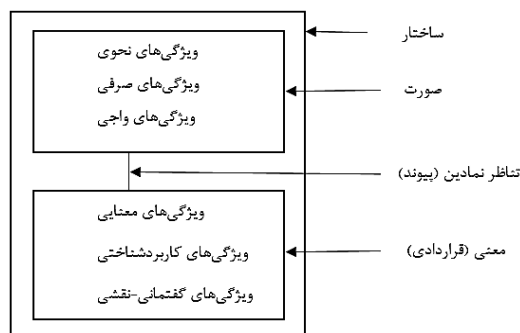 ساختار
ویژگی‌های نحوی
ویژگی‌های صرفی
صورت
ویژگی‌های واجی
تناظر نمادین (پیوند)
ویژگی‌های معنایی
ویژگی‌های کاربردشناختی
معنی (قراردادی)
ویژگی‌های گفتمانی-نقشی